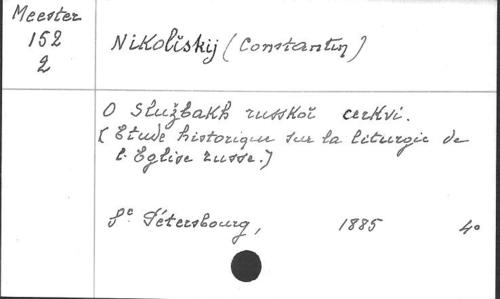 Meester
152
2
Nikolĭskij (Constantin)
O Službakh russkoĭ cerkvi.
[Etude historique sur la liturgie de
l'Eglise russe.]
St Pétersbourg, 1885 4o